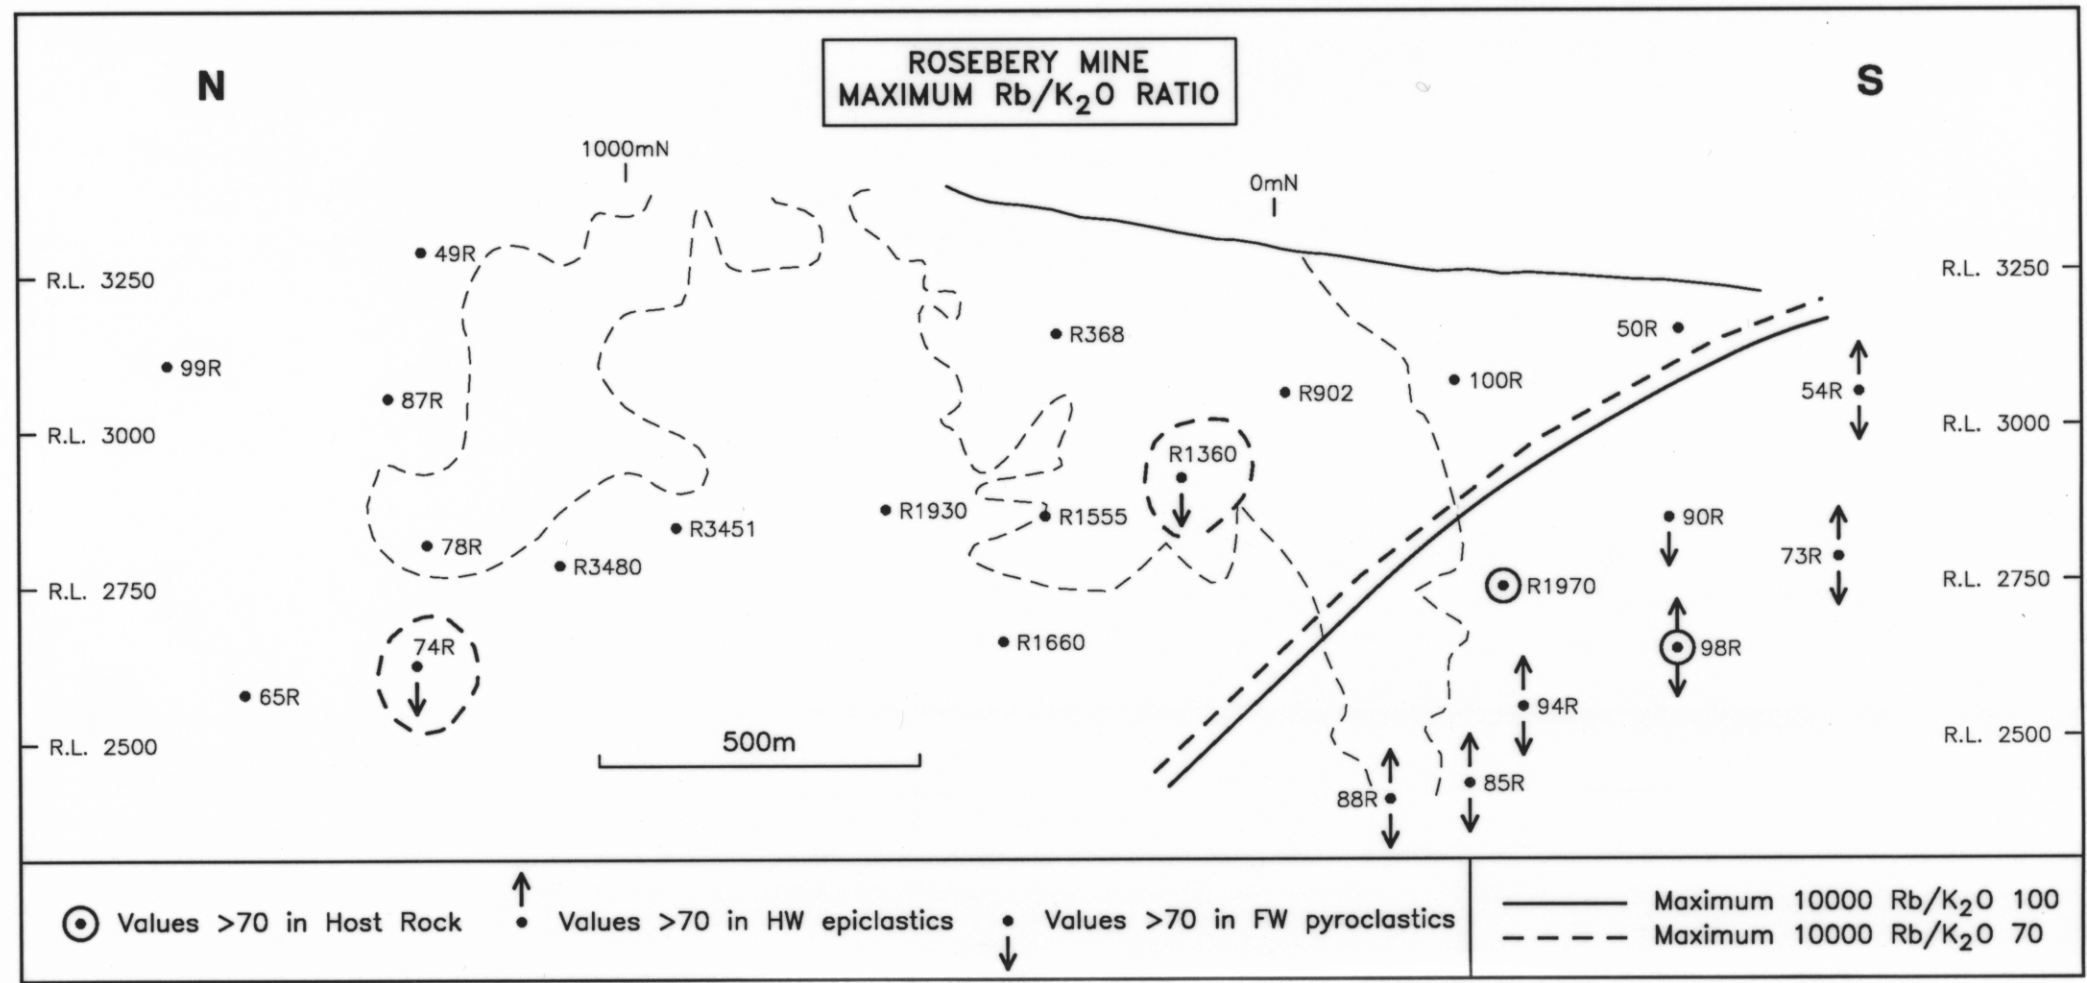 ROSEBERY MINE
MAXIMUM Rb/K₂O RATIO
N
S
1000mN
0mN
49R
R.L. 3250
R.L. 3250
50R
R368
99R
87R
R902
100R
54R
R.L. 3000
R.L. 3000
R1360
R1930
R1555
90R
R3451
78R
73R
R3480
R1970
R.L. 2750
R.L. 2750
74R
R1660
98R
65R
94R
R.L. 2500
500m
R.L. 2500
88R
85R
Values >70 in Host Rock
Values >70 in HW epiclastics
Values >70 in FW pyroclastics
Maximum 10000 Rb/K₂O 100
Maximum 10000 Rb/K₂O 70